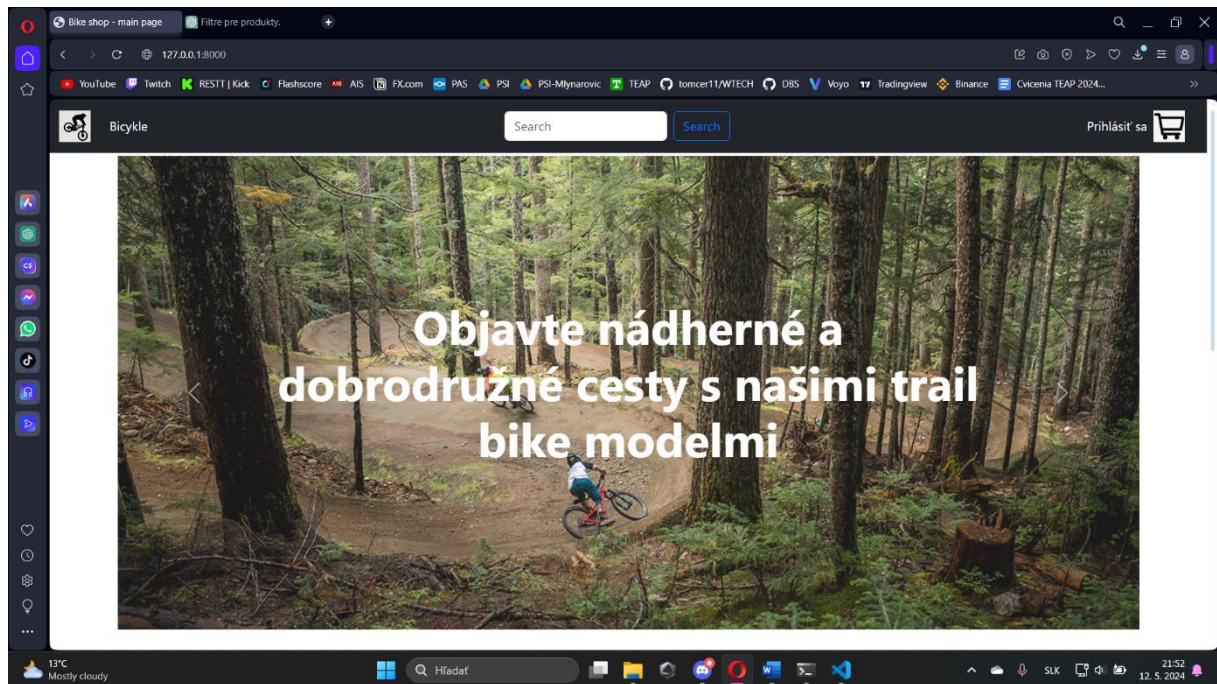 Bike shop - main page
Filtre pre produkty.
127.0.0.1:8000
YouTube Twitch RESTT | Kick Flashscore AIS FX.com PAS PSI PSI-Mlynarovic TEAP tomcer11/WTECH DBS Voyo Tradingview Binance Cvicenia TEAP 2024...
Bicykle Search Search Prihlásiť sa
Objavte nádherné a
dobrodružné cesty s našimi trail
bike modelmi
13°C
Mostly cloudy
Hľadať
SLK
21:52
12. 5. 2024